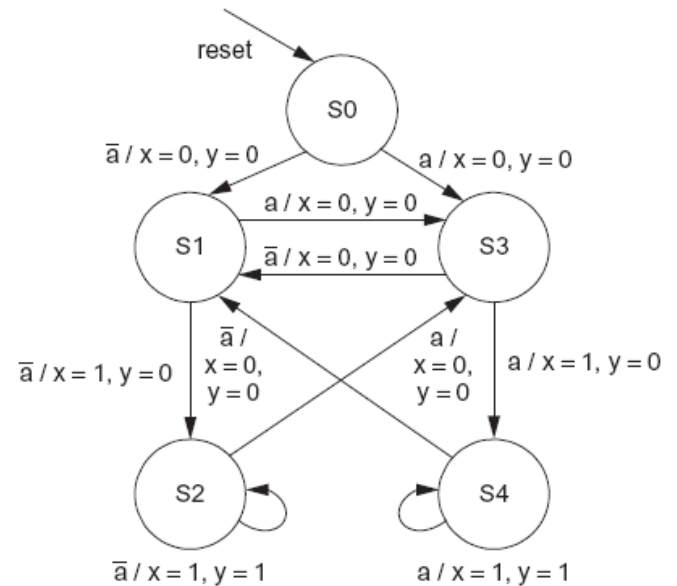 reset
S0
a̅ / x = 0, y = 0
a / x = 0, y = 0
a / x = 0, y = 0
S1
S3
a̅ / x = 0, y = 0
a̅ /
x = 0,
y = 0
a /
x = 0,
y = 0
a̅ / x = 1, y = 0
a / x = 1, y = 0
S2
S4
a̅ / x = 1, y = 1
a / x = 1, y = 1